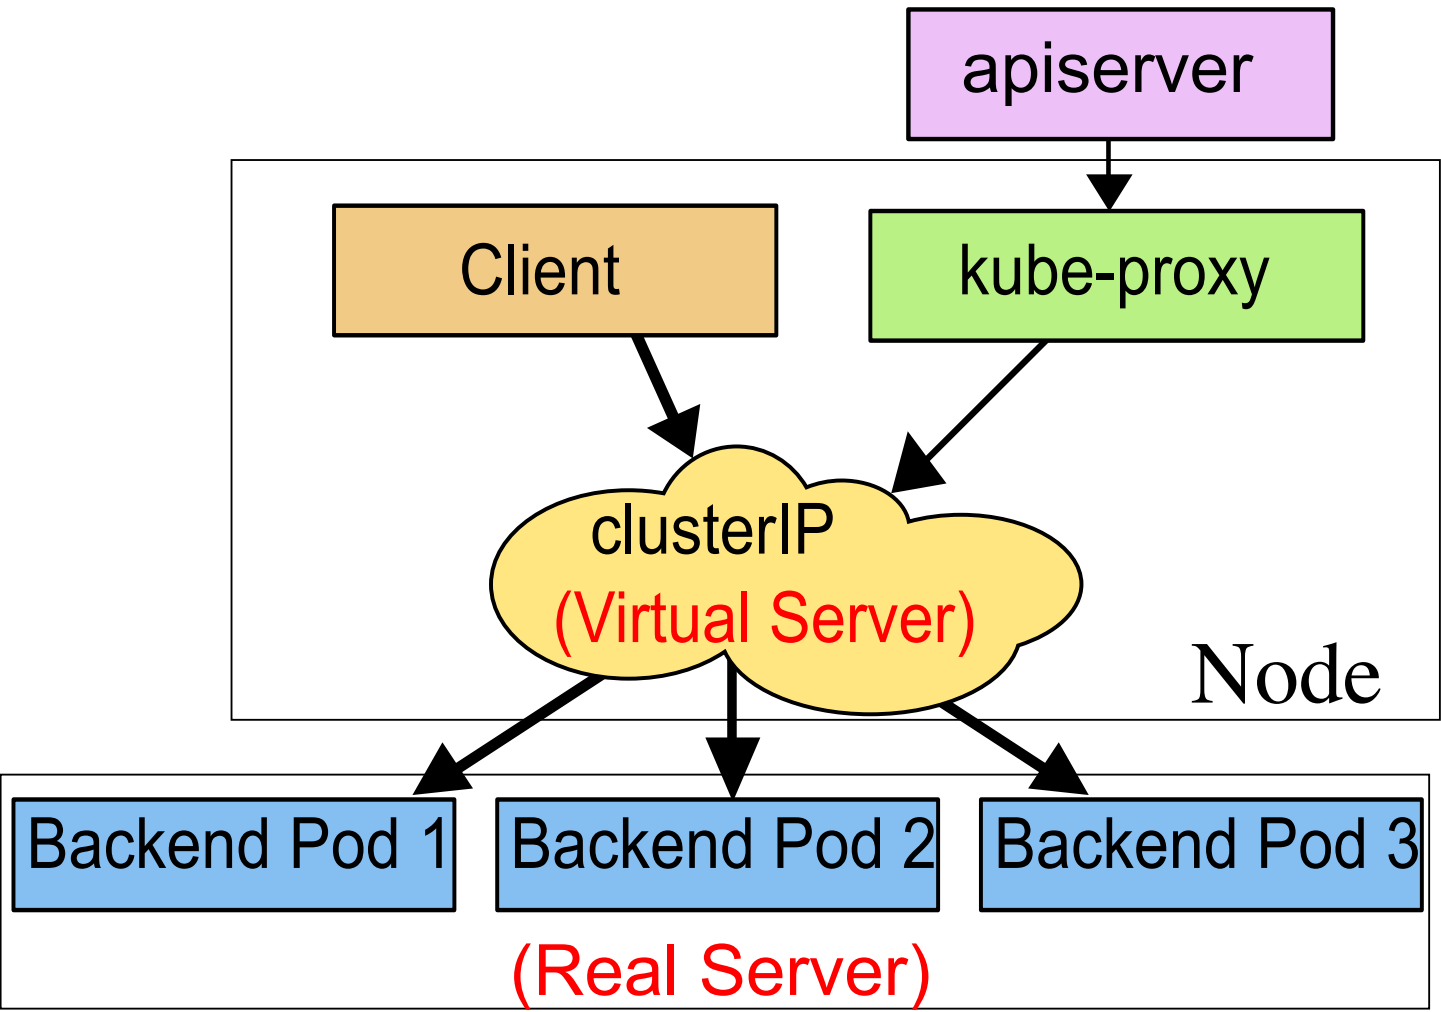 apiserver
Client
kube-proxy
clusterIP
(Virtual Server)
Node
Backend Pod 1
Backend Pod 2
Backend Pod 3
(Real Server)